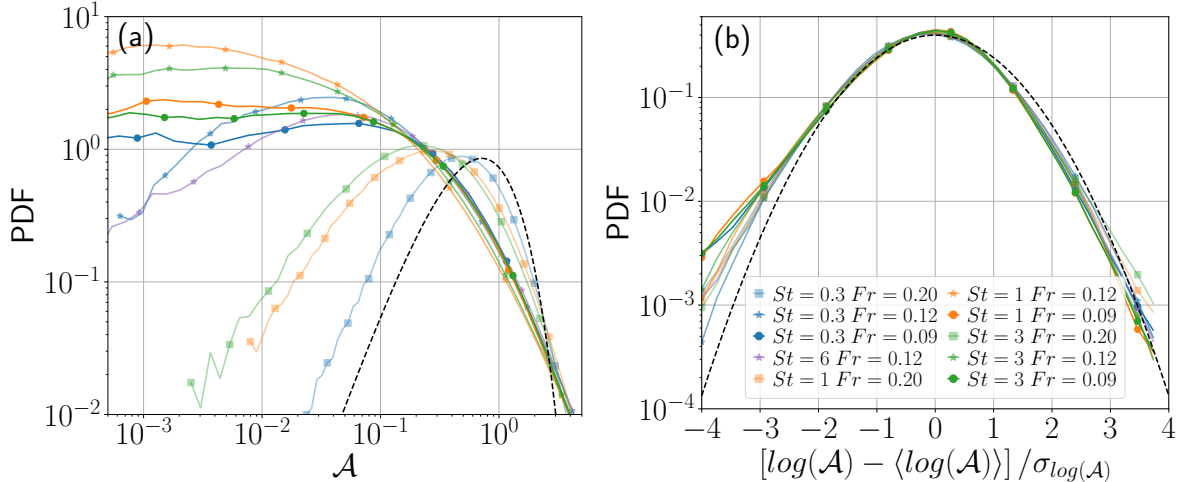 (a)
PDF
10^1
10^0
10^{-1}
10^{-2}
10^{-3} 10^{-2} 10^{-1} 10^0
𝒜
(b)
PDF
10^{-1}
10^{-2}
10^{-3}
10^{-4}
St = 0.3 Fr = 0.20
St = 0.3 Fr = 0.12
St = 0.3 Fr = 0.09
St = 6 Fr = 0.12
St = 1 Fr = 0.20
St = 1 Fr = 0.12
St = 1 Fr = 0.09
St = 3 Fr = 0.20
St = 3 Fr = 0.12
St = 3 Fr = 0.09
−4 −3 −2 −1 0 1 2 3 4
[log(𝒜) − ⟨log(𝒜)⟩] /σ_{log(𝒜)}